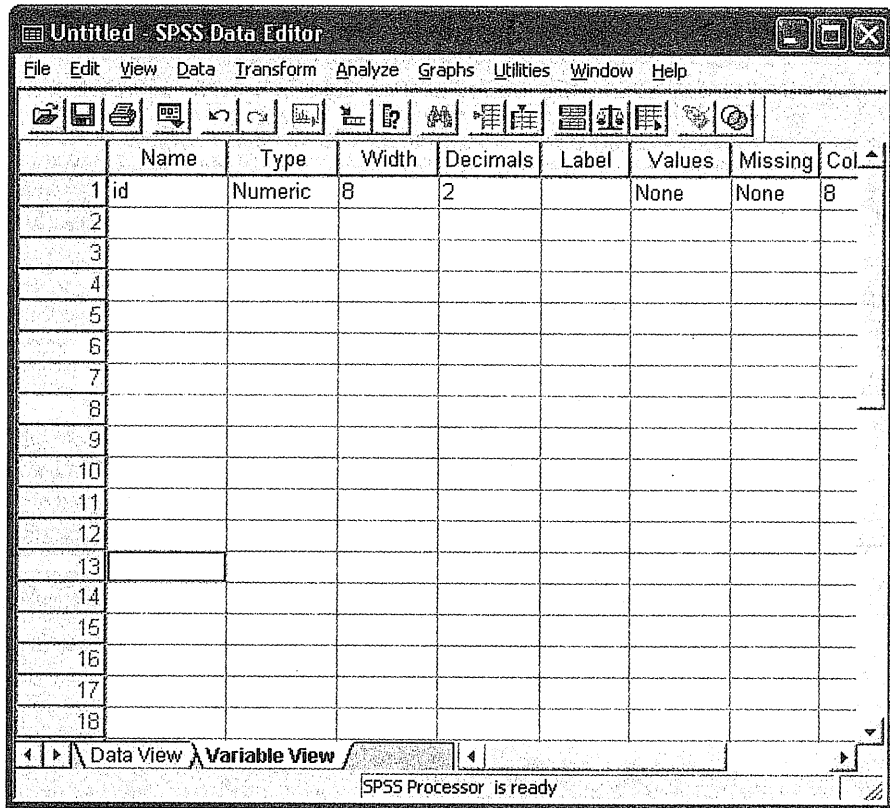 Untitled - SPSS Data Editor
File Edit View Data Transform Analyze Graphs Utilities Window Help
Name Type Width Decimals Label Values Missing Col
1 id Numeric 8 2 None None 8
2
3
4
5
6
7
8
9
10
11
12
13
14
15
16
17
18
Data View Variable View
SPSS Processor is ready